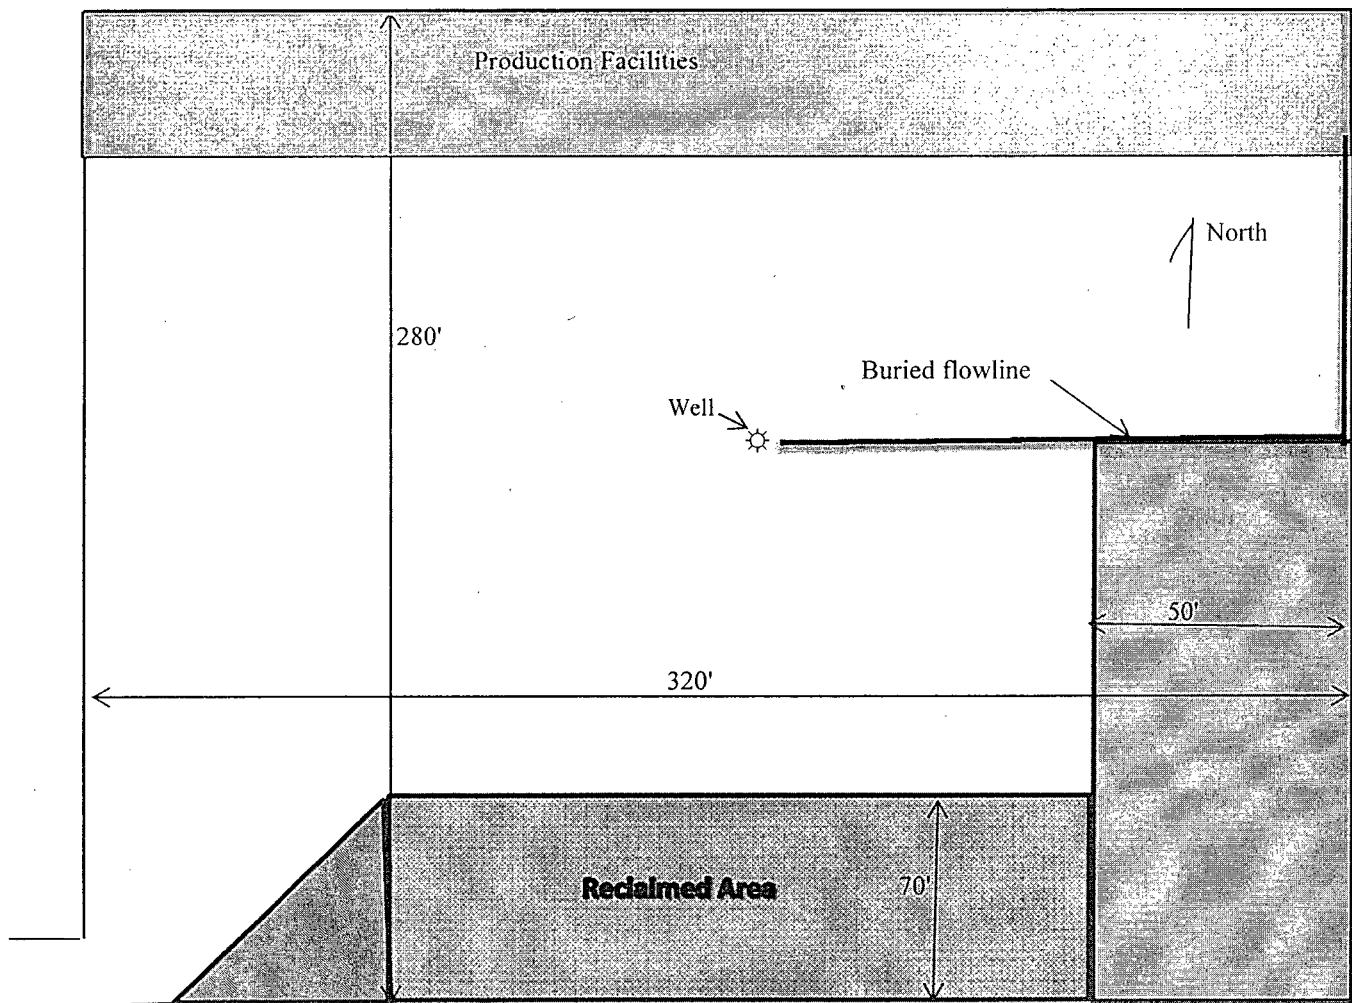 Production Facilities
North
280'
Buried flowline
Well
50'
320'
Reclaimed Area
70'